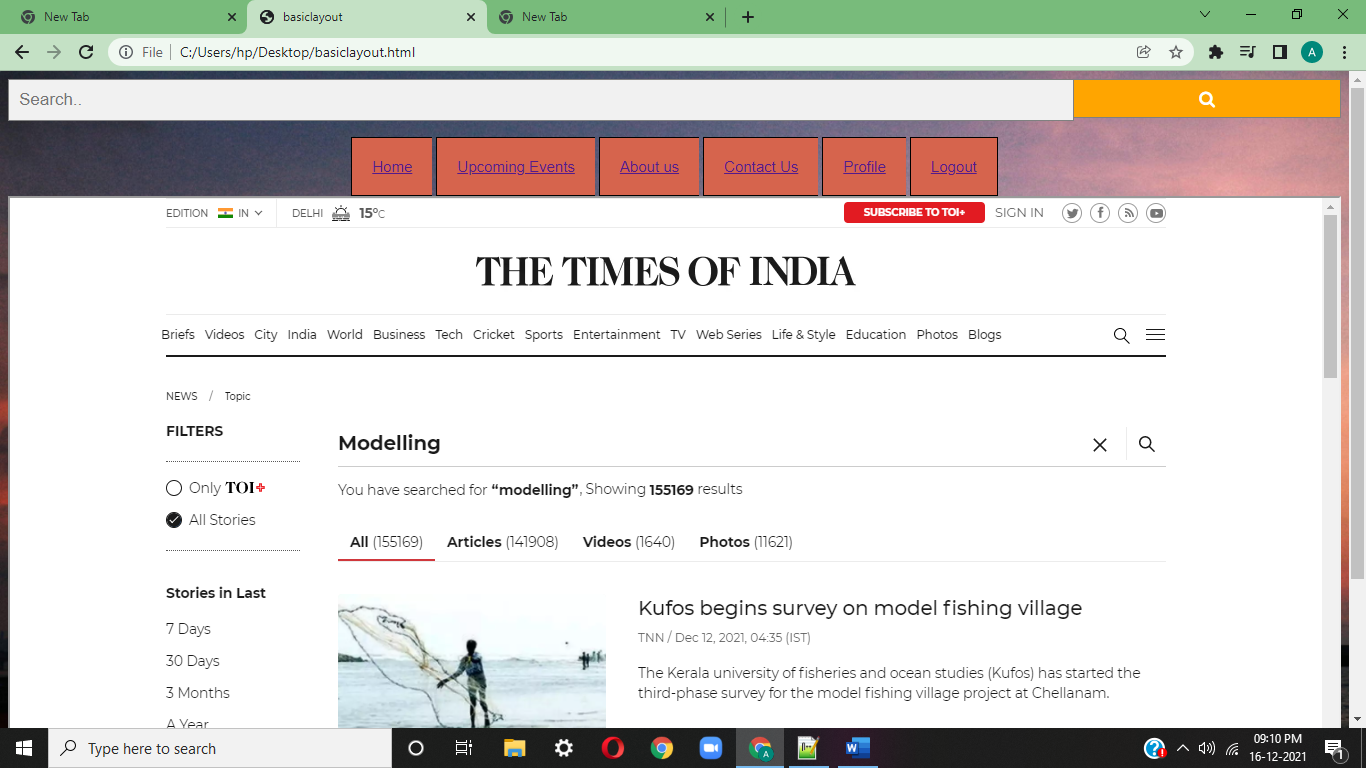 New Tab
basiclayout
New Tab
File
C:/Users/hp/Desktop/basiclayout.html
A
Search..
Home
Upcoming Events
About us
Contact Us
Profile
Logout
EDITION IN
DELHI 15°C
SUBSCRIBE TO TOI+
SIGN IN
THE TIMES OF INDIA
Briefs Videos City India World Business Tech Cricket Sports Entertainment TV Web Series Life & Style Education Photos Blogs
NEWS / Topic
FILTERS
Only TOI+
All Stories
Stories in Last
7 Days
30 Days
3 Months
A Year
Modelling
You have searched for “modelling”, Showing 155169 results
All (155169) Articles (141908) Videos (1640) Photos (11621)
Kufos begins survey on model fishing village
TNN / Dec 12, 2021, 04:35 (IST)
The Kerala university of fisheries and ocean studies (Kufos) has started the
third-phase survey for the model fishing village project at Chellanam.
Type here to search
09:10 PM
16-12-2021
1